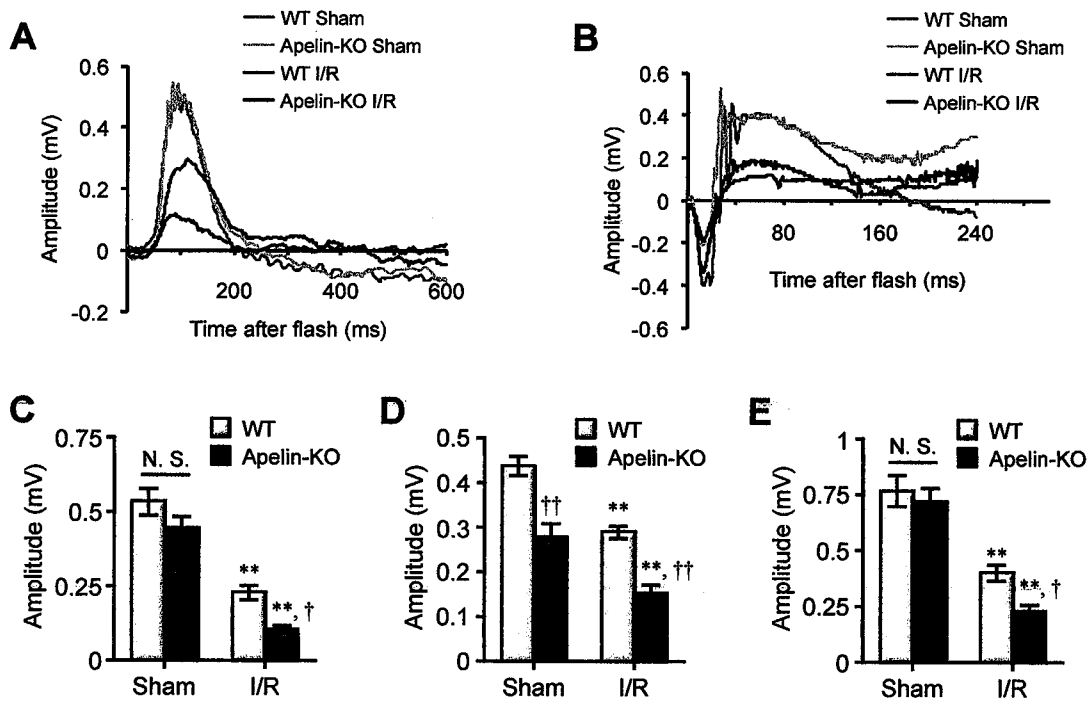 A
WT Sham
Apelin-KO Sham
WT I/R
Apelin-KO I/R
0.6
0.4
0.2
0
-0.2
Amplitude (mV)
200
400
600
Time after flash (ms)
B
WT Sham
Apelin-KO Sham
WT I/R
Apelin-KO I/R
0.6
0.4
0.2
0
-0.2
-0.4
-0.6
Amplitude (mV)
80
160
240
Time after flash (ms)
C
WT
Apelin-KO
0.75
0.5
0.25
0
Amplitude (mV)
N. S.
**
**, †
Sham
I/R
D
WT
Apelin-KO
0.5
0.4
0.3
0.2
0.1
0
Amplitude (mV)
††
**
**, ††
Sham
I/R
E
WT
Apelin-KO
1
0.75
0.5
0.25
0
Amplitude (mV)
N. S.
**
**, †
Sham
I/R